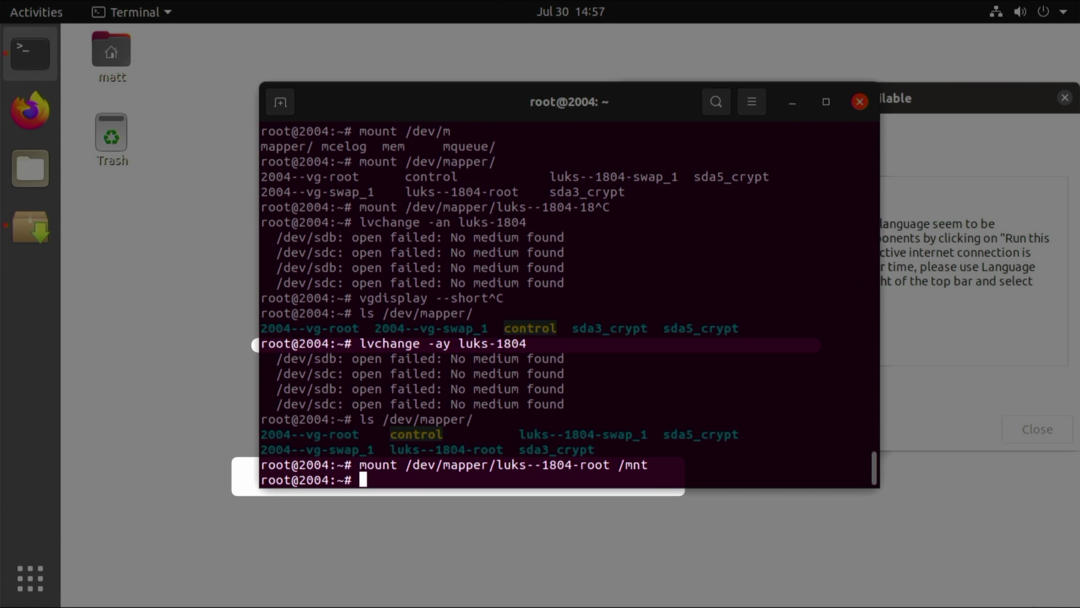 Activities
Terminal
Jul 30 14:57
matt
Trash
root@2004: ~
ilable
root@2004:~# mount /dev/m
mapper/ mcelog mem mqueue/
root@2004:~# mount /dev/mapper/
2004--vg-root control luks--1804-swap_1 sda5_crypt
2004--vg-swap_1 luks--1804-root sda3_crypt
root@2004:~# mount /dev/mapper/luks--1804-18^C
root@2004:~# lvchange -an luks-1804
/dev/sdb: open failed: No medium found
/dev/sdc: open failed: No medium found
/dev/sdb: open failed: No medium found
/dev/sdc: open failed: No medium found
root@2004:~# vgdisplay --short^C
root@2004:~# ls /dev/mapper/
2004--vg-root 2004--vg-swap_1 control sda3_crypt sda5_crypt
root@2004:~# lvchange -ay luks-1804
/dev/sdb: open failed: No medium found
/dev/sdc: open failed: No medium found
/dev/sdb: open failed: No medium found
/dev/sdc: open failed: No medium found
root@2004:~# ls /dev/mapper/
2004--vg-root control luks--1804-swap_1 sda5_crypt
2004--vg-swap_1 luks--1804-root sda3_crypt
root@2004:~# mount /dev/mapper/luks--1804-root /mnt
root@2004:~#
language seem to be
ponents by clicking on "Run this
ctive internet connection is
r time, please use Language
ht of the top bar and select
Close